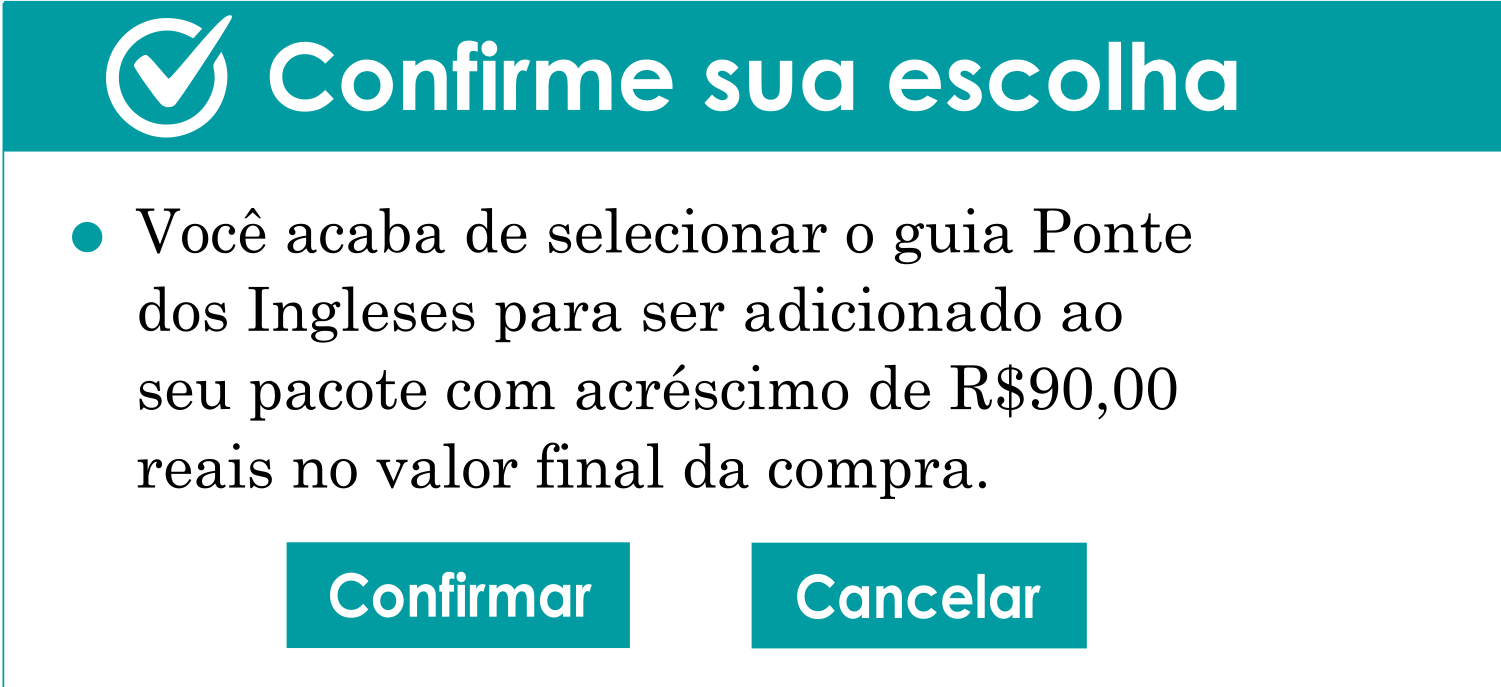 Confirme sua escolha
Você acaba de selecionar o guia Ponte
dos Ingleses para ser adicionado ao
seu pacote com acréscimo de R$90,00
reais no valor final da compra.
Confirmar
Cancelar